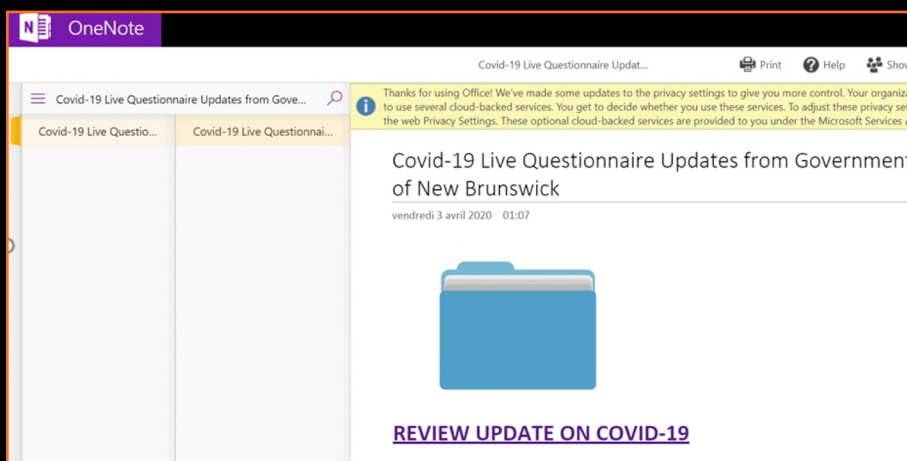 OneNote
Covid-19 Live Questionnaire Updat...
Print
Help
Covid-19 Live Questionnaire Updates from Gove...
Thanks for using Office! We've made some updates to the privacy settings to give you more control. Your
to use several cloud-backed services. You get to decide whether you use these services. To adjust these privacy
the web Privacy Settings. These optional cloud-backed services are provided to you under the Microsoft Services
Covid-19 Live Questio...
Covid-19 Live Questionnai...
Covid-19 Live Questionnaire Updates from Government
of New Brunswick
vendredi 3 avril 2020 01:07
REVIEW UPDATE ON COVID-19